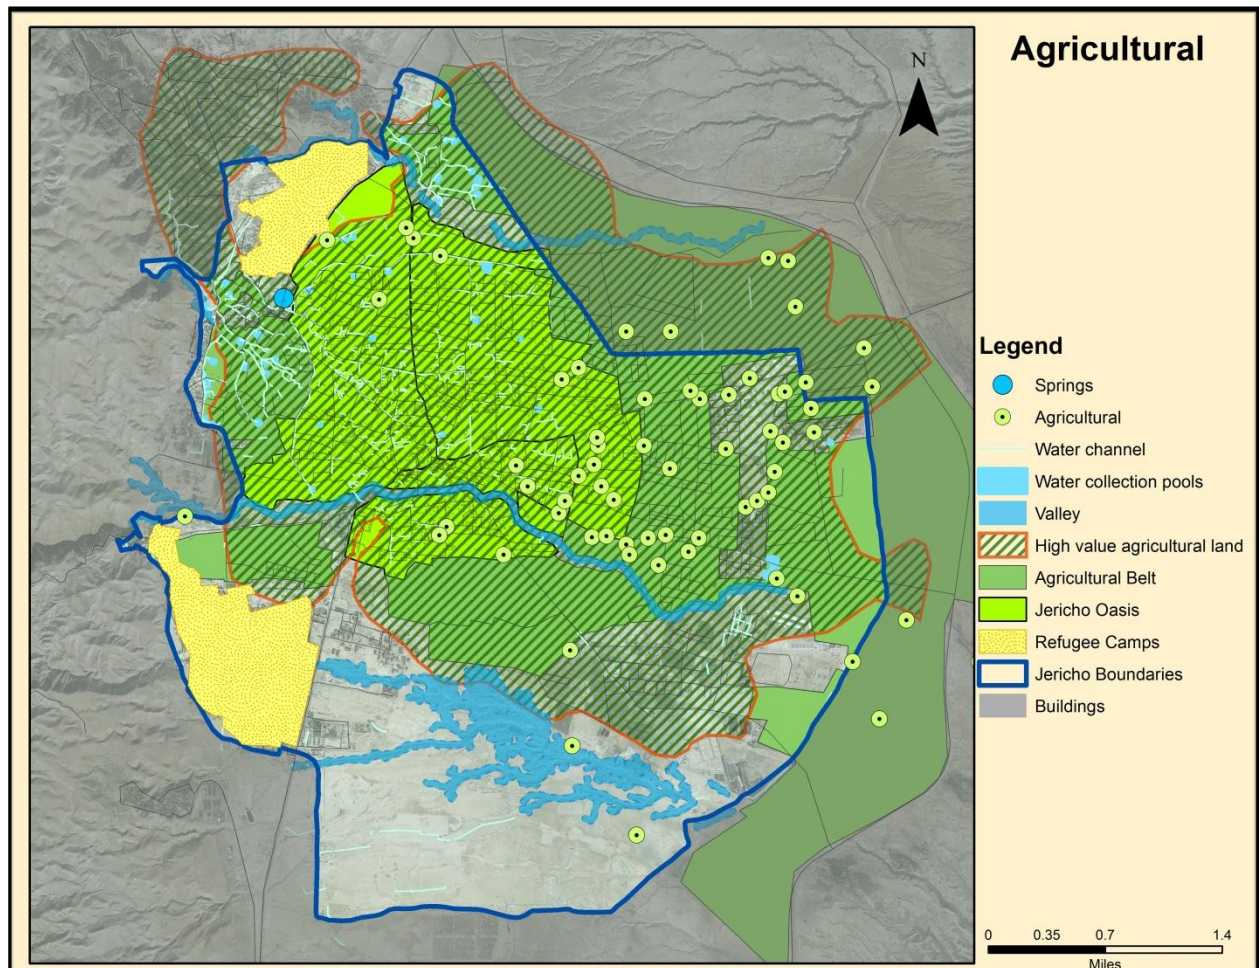 Agricultural
N
Legend
Springs
Agricultural
Water channel
Water collection pools
Valley
High value agricultural land
Agricultural Belt
Jericho Oasis
Refugee Camps
Jericho Boundaries
Buildings
0 0.35 0.7 1.4
Miles